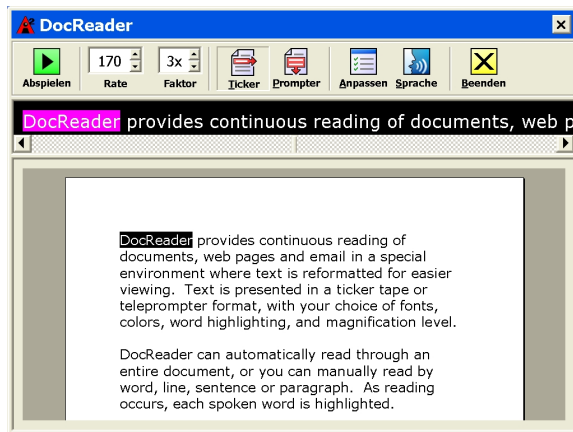 DocReader
170
3x
Abspielen Rate Faktor Ticker Prompter Anpassen Sprache Beenden
DocReader provides continuous reading of documents, web p
DocReader provides continuous reading of
documents, web pages and email in a special
environment where text is reformatted for easier
viewing. Text is presented in a ticker tape or
teleprompter format, with your choice of fonts,
colors, word highlighting, and magnification level.
DocReader can automatically read through an
entire document, or you can manually read by
word, line, sentence or paragraph. As reading
occurs, each spoken word is highlighted.